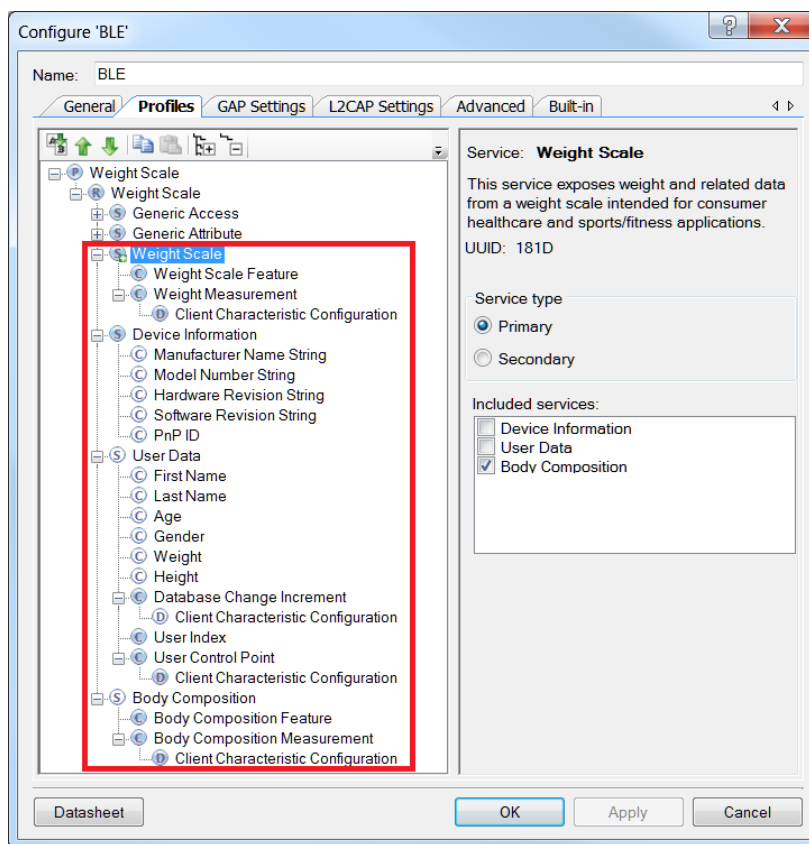 Configure 'BLE'
Name: BLE
General Profiles GAP Settings L2CAP Settings Advanced Built-in
P Weight Scale
R Weight Scale
S Generic Access
S Generic Attribute
S Weight Scale
C Weight Scale Feature
C Weight Measurement
D Client Characteristic Configuration
S Device Information
C Manufacturer Name String
C Model Number String
C Hardware Revision String
C Software Revision String
C PnP ID
S User Data
C First Name
C Last Name
C Age
C Gender
C Weight
C Height
C Database Change Increment
D Client Characteristic Configuration
C User Index
C User Control Point
D Client Characteristic Configuration
S Body Composition
C Body Composition Feature
C Body Composition Measurement
D Client Characteristic Configuration
Service: Weight Scale
This service exposes weight and related data
from a weight scale intended for consumer
healthcare and sports/fitness applications.
UUID: 181D
Service type
Primary
Secondary
Included services:
Device Information
User Data
Body Composition
Datasheet OK Apply Cancel